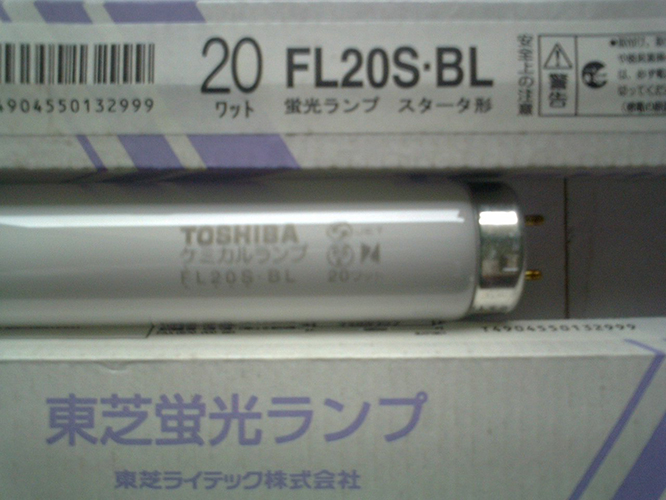 20 FL20S·BL
ワット 蛍光ランプ スタータ形
安全上の注意
警告
4904550132999
TOSHIBA
ケミカルランプ
FL20S·BL 20ワット
T4904550132999
東芝蛍光ランプ
東芝ライテック株式会社